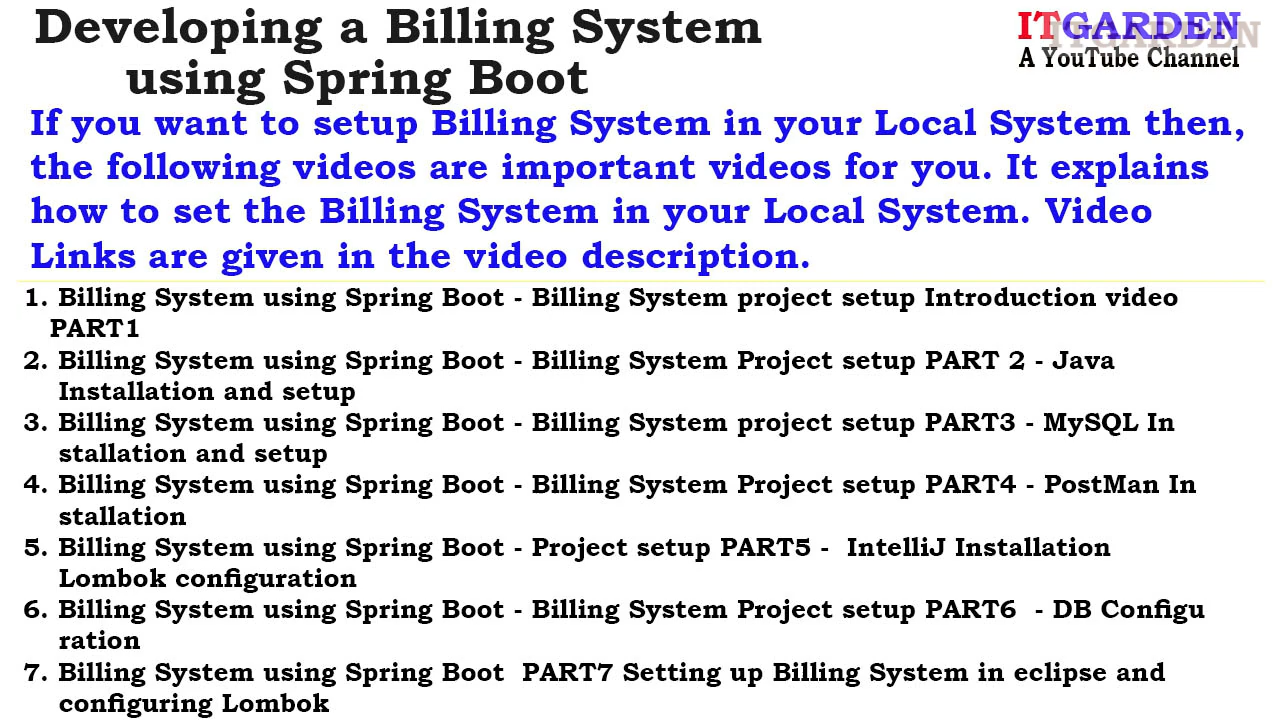 Developing a Billing System
using Spring Boot
ITGARDEN
ITGARDEN
A YouTube Channel
If you want to setup Billing System in your Local System then,
the following videos are important videos for you. It explains
how to set the Billing System in your Local System. Video
Links are given in the video description.
1. Billing System using Spring Boot - Billing System project setup Introduction video
PART1
2. Billing System using Spring Boot - Billing System Project setup PART 2 - Java
Installation and setup
3. Billing System using Spring Boot - Billing System project setup PART3 - MySQL In
stallation and setup
4. Billing System using Spring Boot - Billing System Project setup PART4 - PostMan In
stallation
5. Billing System using Spring Boot - Project setup PART5 -  IntelliJ Installation
Lombok configuration
6. Billing System using Spring Boot - Billing System Project setup PART6  - DB Configu
ration
7. Billing System using Spring Boot  PART7 Setting up Billing System in eclipse and
configuring Lombok